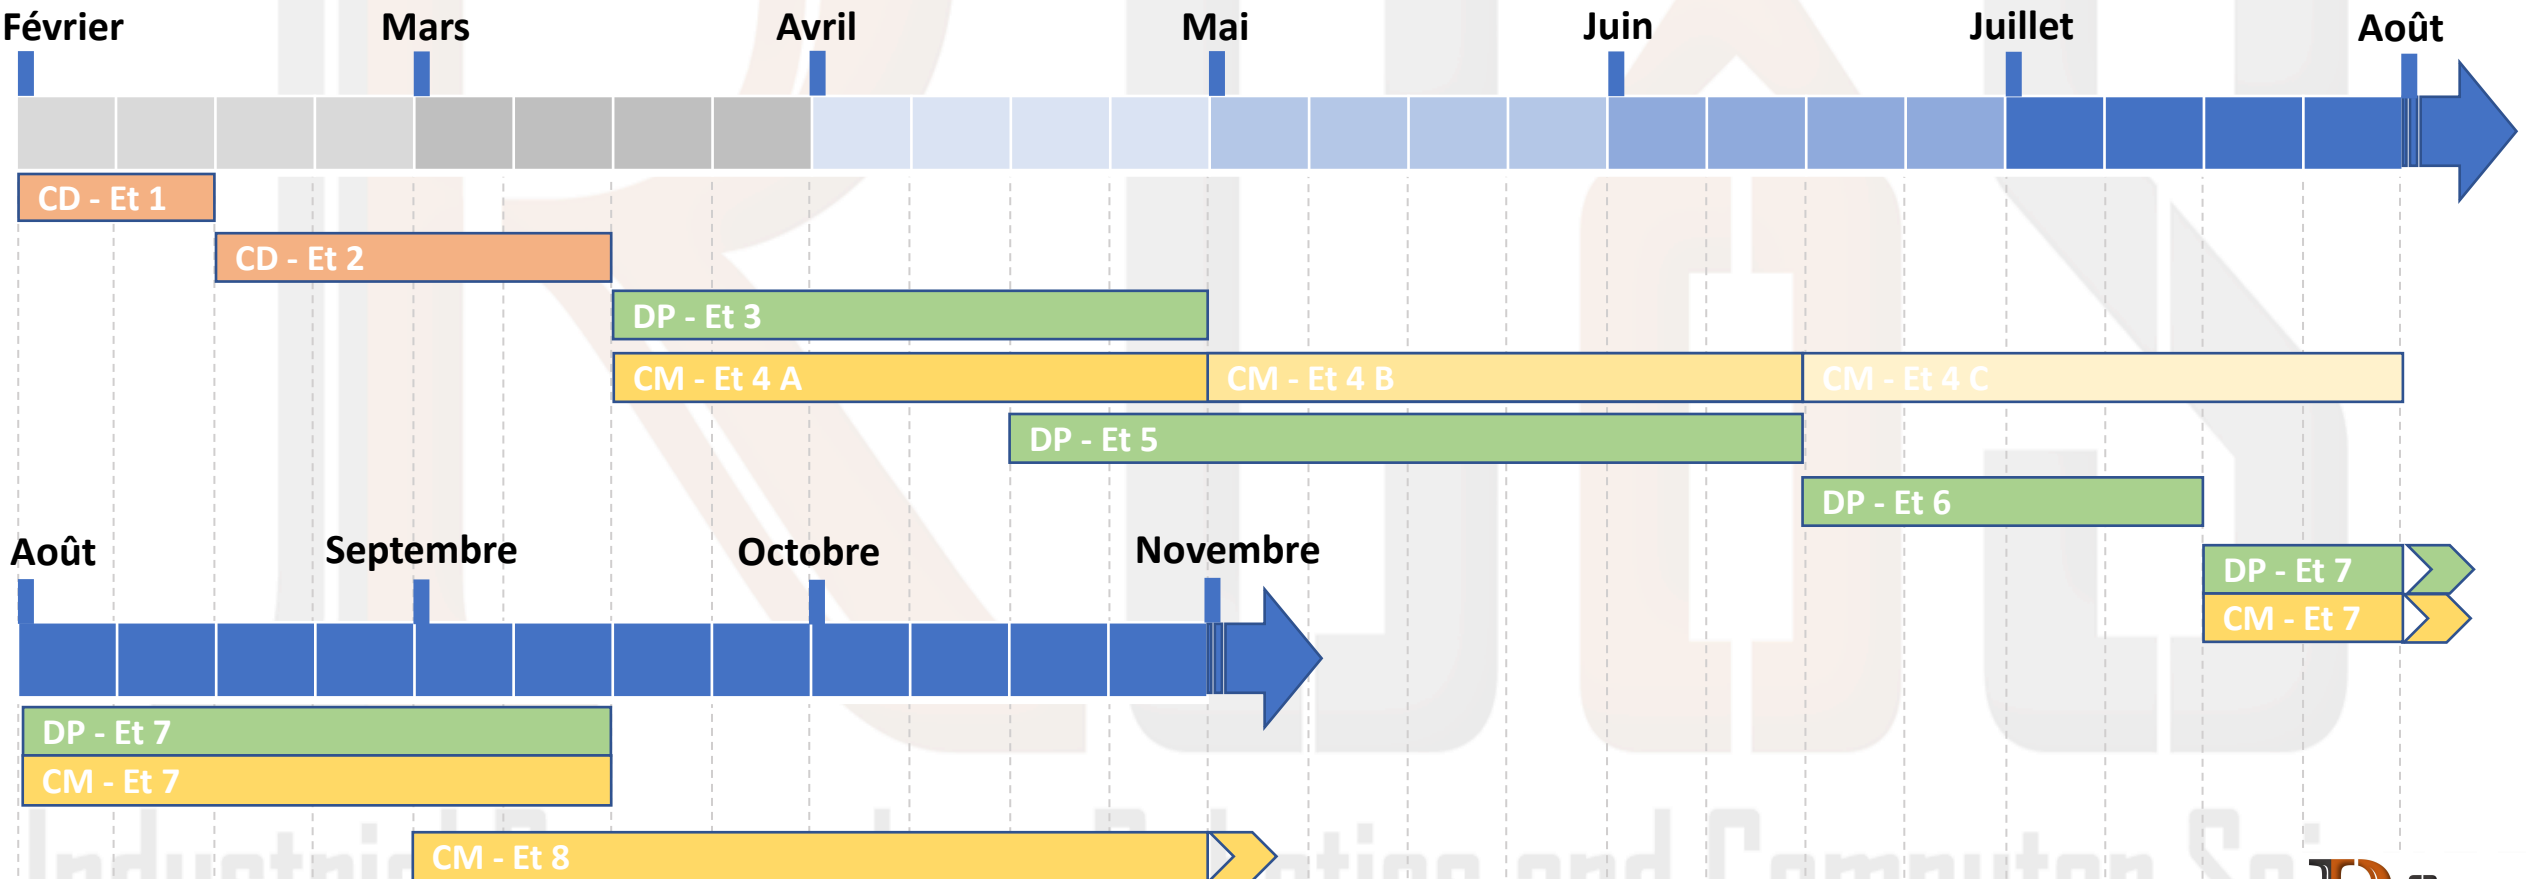 Février Mars Avril Mai Juin Juillet Août
CD - Et 1
CD - Et 2
DP - Et 3
CM - Et 4 A CM - Et 4 B CM - Et 4 C
DP - Et 5
DP - Et 6
Août Septembre Octobre Novembre
DP - Et 7
CM - Et 7
DP - Et 7
CM - Et 7
CM - Et 8